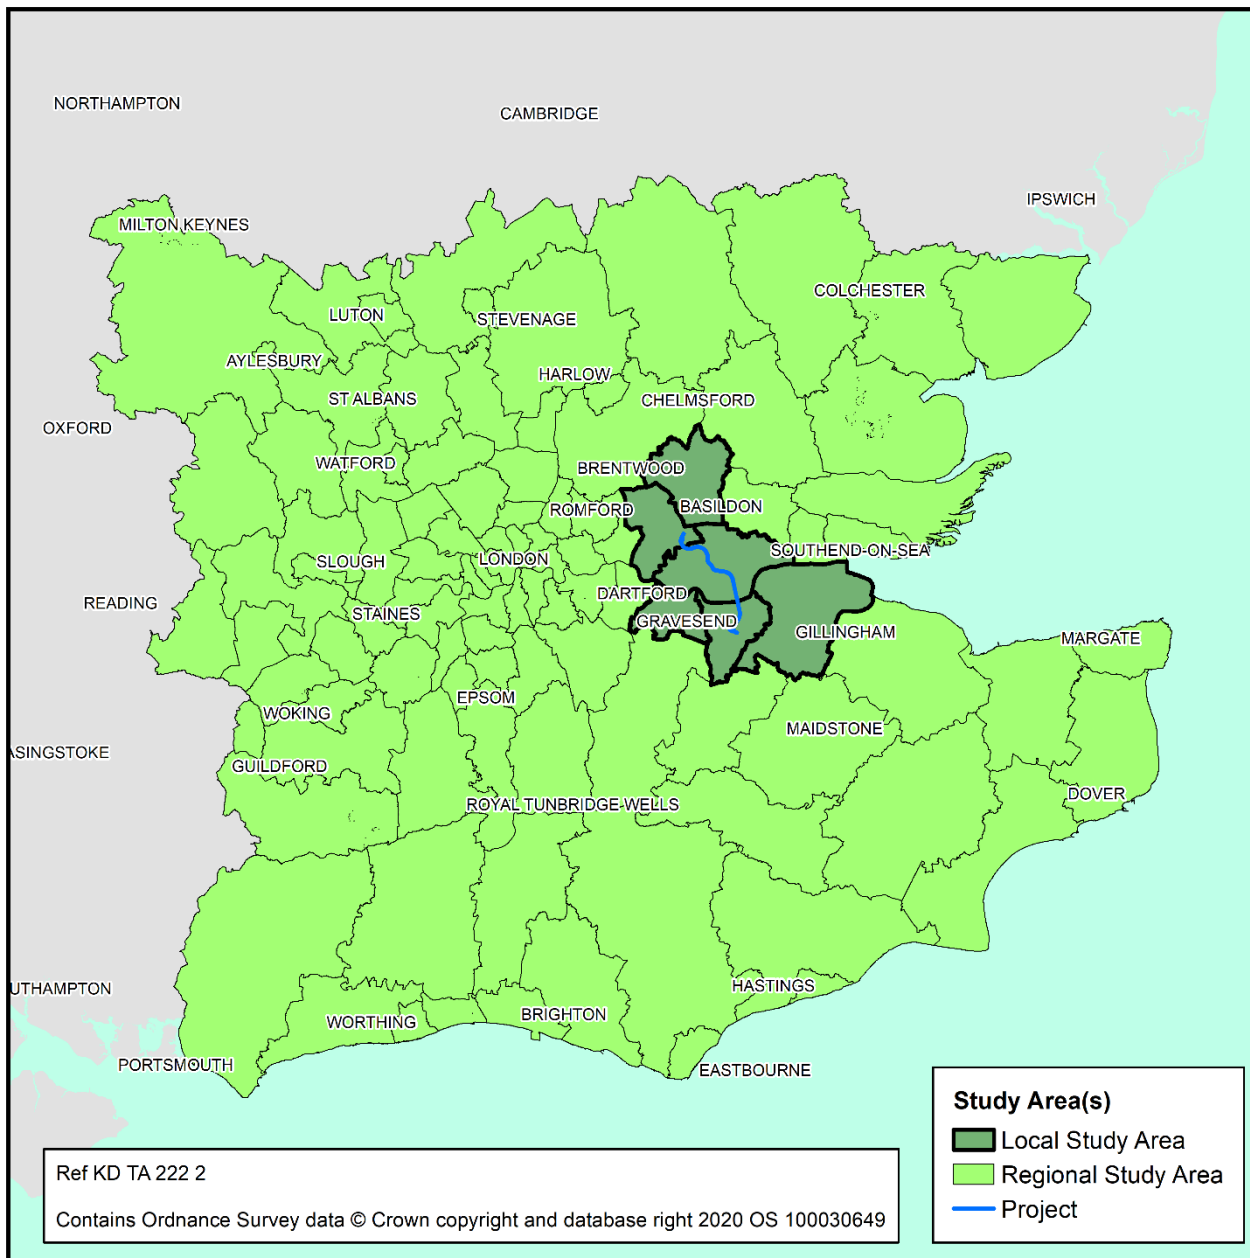 NORTHAMPTON
CAMBRIDGE
IPSWICH
MILTON KEYNES
COLCHESTER
LUTON
STEVENAGE
AYLESBURY
HARLOW
ST ALBANS
CHELMSFORD
OXFORD
WATFORD
BRENTWOOD
ROMFORD
BASILDON
SLOUGH
LONDON
SOUTHEND-ON-SEA
READING
STAINES
DARTFORD
GRAVESEND
GILLINGHAM
MARGATE
EPSOM
WOKING
MAIDSTONE
ASINGSTOKE
GUILDFORD
DOVER
ROYAL TUNBRIDGE WELLS
UTHAMPTON
HASTINGS
WORTHING
BRIGHTON
PORTSMOUTH
EASTBOURNE
Study Area(s)
Local Study Area
Regional Study Area
Project
Ref KD TA 222 2
Contains Ordnance Survey data © Crown copyright and database right 2020 OS 100030649